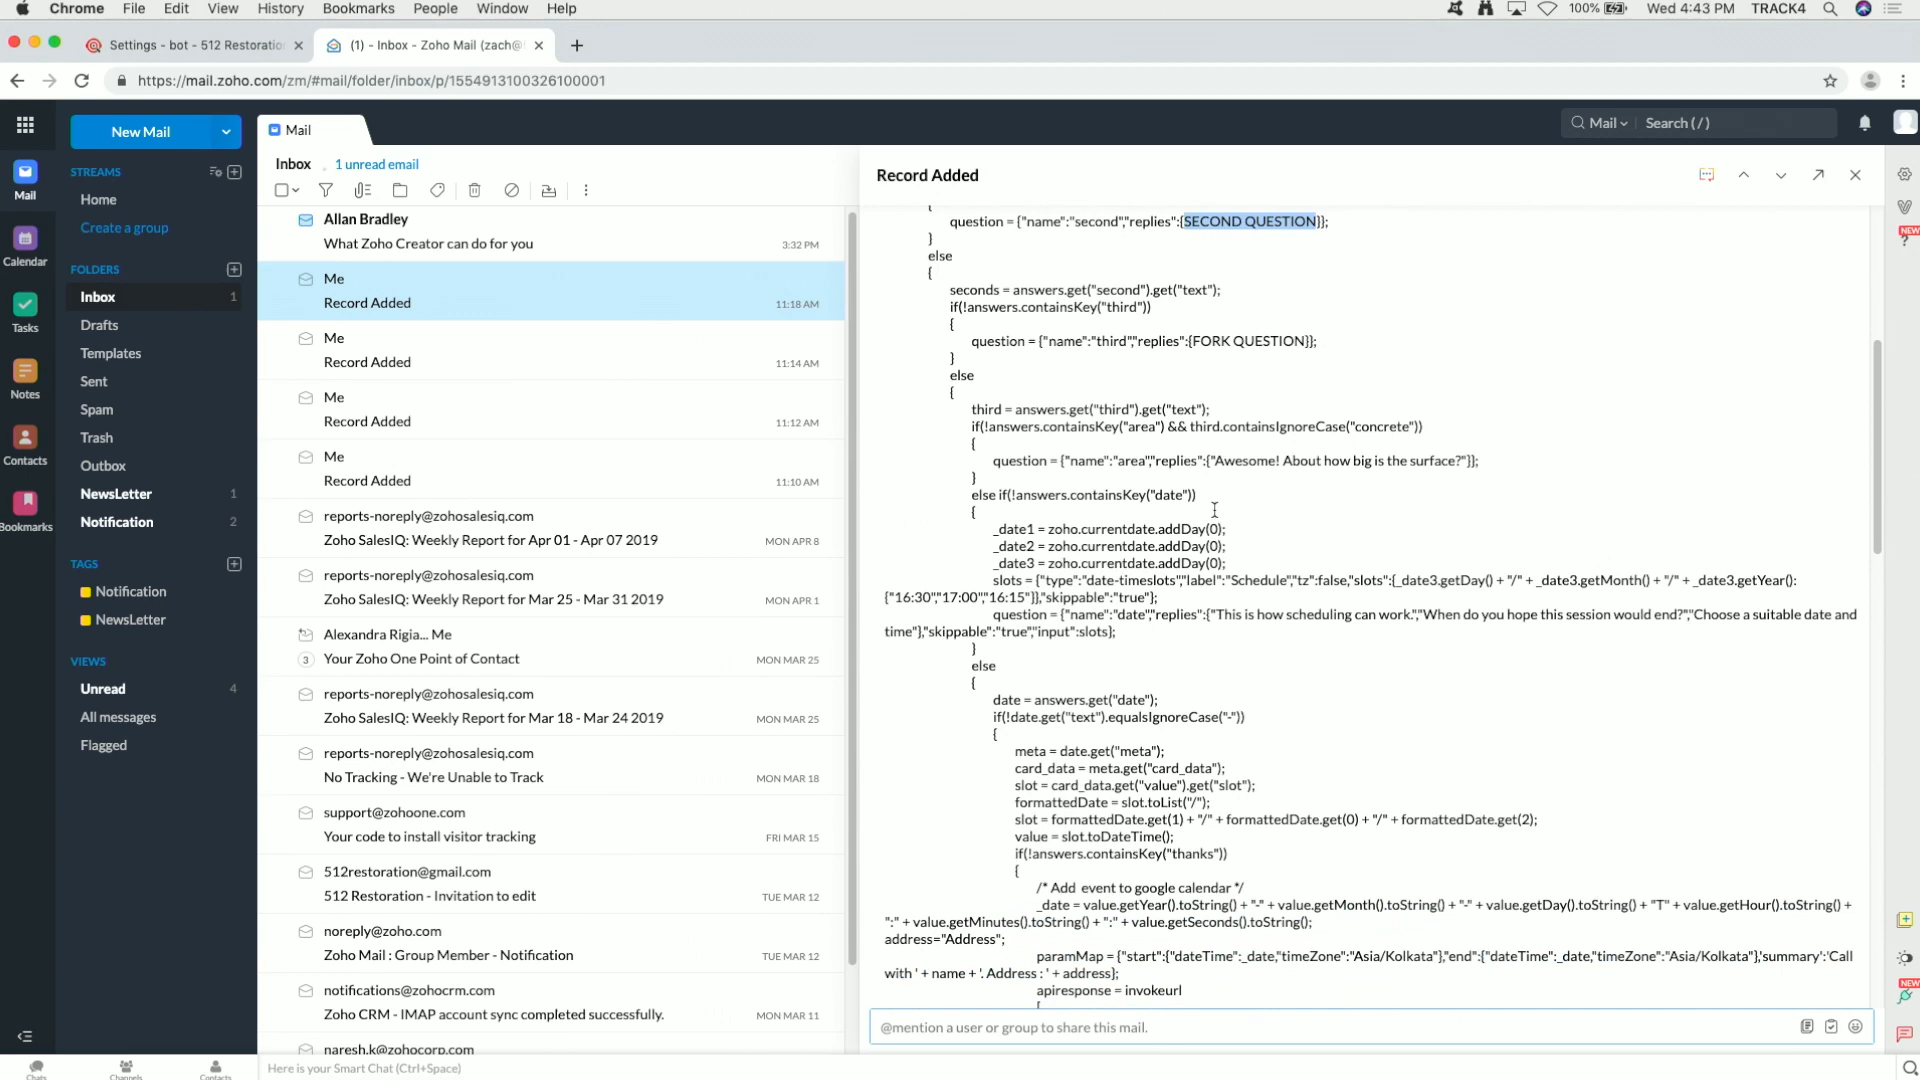 Chrome File Edit View History Bookmarks People Window Help 100% Wed 4:43 PM TRACK4
Settings - bot - 512 Restoratio
(1) - Inbox - Zoho Mail (zach@
https://mail.zoho.com/zm/#mail/folder/inbox/p/1554913100326100001
New Mail
Mail
Mail
Search ( / )
STREAMS
Home
Create a group
FOLDERS
Inbox 1
Drafts
Templates
Sent
Spam
Trash
Outbox
NewsLetter 1
Notification 2
TAGS
Notification
NewsLetter
VIEWS
Unread 4
All messages
Flagged
Mail
Calendar
Tasks
Notes
Contacts
Bookmarks
Inbox 1 unread email
Allan Bradley
What Zoho Creator can do for you 3:32 PM
Me
Record Added 11:18 AM
Me
Record Added 11:14 AM
Me
Record Added 11:12 AM
Me
Record Added 11:10 AM
reports-noreply@zohosalesiq.com
Zoho SalesIQ: Weekly Report for Apr 01 - Apr 07 2019 MON APR 8
reports-noreply@zohosalesiq.com
Zoho SalesIQ: Weekly Report for Mar 25 - Mar 31 2019 MON APR 1
Alexandra Rigia... Me
3 Your Zoho One Point of Contact MON MAR 25
reports-noreply@zohosalesiq.com
Zoho SalesIQ: Weekly Report for Mar 18 - Mar 24 2019 MON MAR 25
reports-noreply@zohosalesiq.com
No Tracking - We're Unable to Track MON MAR 18
support@zohoone.com
Your code to install visitor tracking FRI MAR 15
512restoration@gmail.com
512 Restoration - Invitation to edit TUE MAR 12
noreply@zoho.com
Zoho Mail : Group Member - Notification TUE MAR 12
notifications@zohocrm.com
Zoho CRM - IMAP account sync completed successfully. MON MAR 11
naresh.k@zohocorp.com
Record Added
{
question = {"name":"second","replies":{SECOND QUESTION}};
}
else
{
seconds = answers.get("second").get("text");
if(!answers.containsKey("third"))
{
question = {"name":"third","replies":{FORK QUESTION}};
}
else
{
third = answers.get("third").get("text");
if(!answers.containsKey("area") && third.containsIgnoreCase("concrete"))
{
question = {"name":"area","replies":{"Awesome! About how big is the surface?"}};
}
else if(!answers.containsKey("date"))
{
_date1 = zoho.currentdate.addDay(0);
_date2 = zoho.currentdate.addDay(0);
_date3 = zoho.currentdate.addDay(0);
slots = {"type":"date-timeslots","label":"Schedule","tz":false,"slots":{_date3.getDay() + "/" + _date3.getMonth() + "/" + _date3.getYear():
{"16:30","17:00","16:15"}},"skippable":"true"};
question = {"name":"date","replies":{"This is how scheduling can work.","When do you hope this session would end?","Choose a suitable date and
time"},"skippable":"true","input":slots};
}
else
{
date = answers.get("date");
if(!date.get("text").equalsIgnoreCase("-"))
{
meta = date.get("meta");
card_data = meta.get("card_data");
slot = card_data.get("value").get("slot");
formattedDate = slot.toList("/");
slot = formattedDate.get(1) + "/" + formattedDate.get(0) + "/" + formattedDate.get(2);
value = slot.toDateTime();
if(!answers.containsKey("thanks"))
{
/* Add event to google calendar */
_date = value.getYear().toString() + "-" + value.getMonth().toString() + "-" + value.getDay().toString() + "T" + value.getHour().toString() +
":" + value.getMinutes().toString() + ":" + value.getSeconds().toString();
address="Address";
paramMap = {"start":{"dateTime":_date,"timeZone":"Asia/Kolkata"},"end":{"dateTime":_date,"timeZone":"Asia/Kolkata"},'summary':'Call
with ' + name + '. Address : ' + address};
apiresponse = invokeurl
[
@mention a user or group to share this mail.
NEW
NEW
Chats Channels Contacts
Here is your Smart Chat (Ctrl+Space)